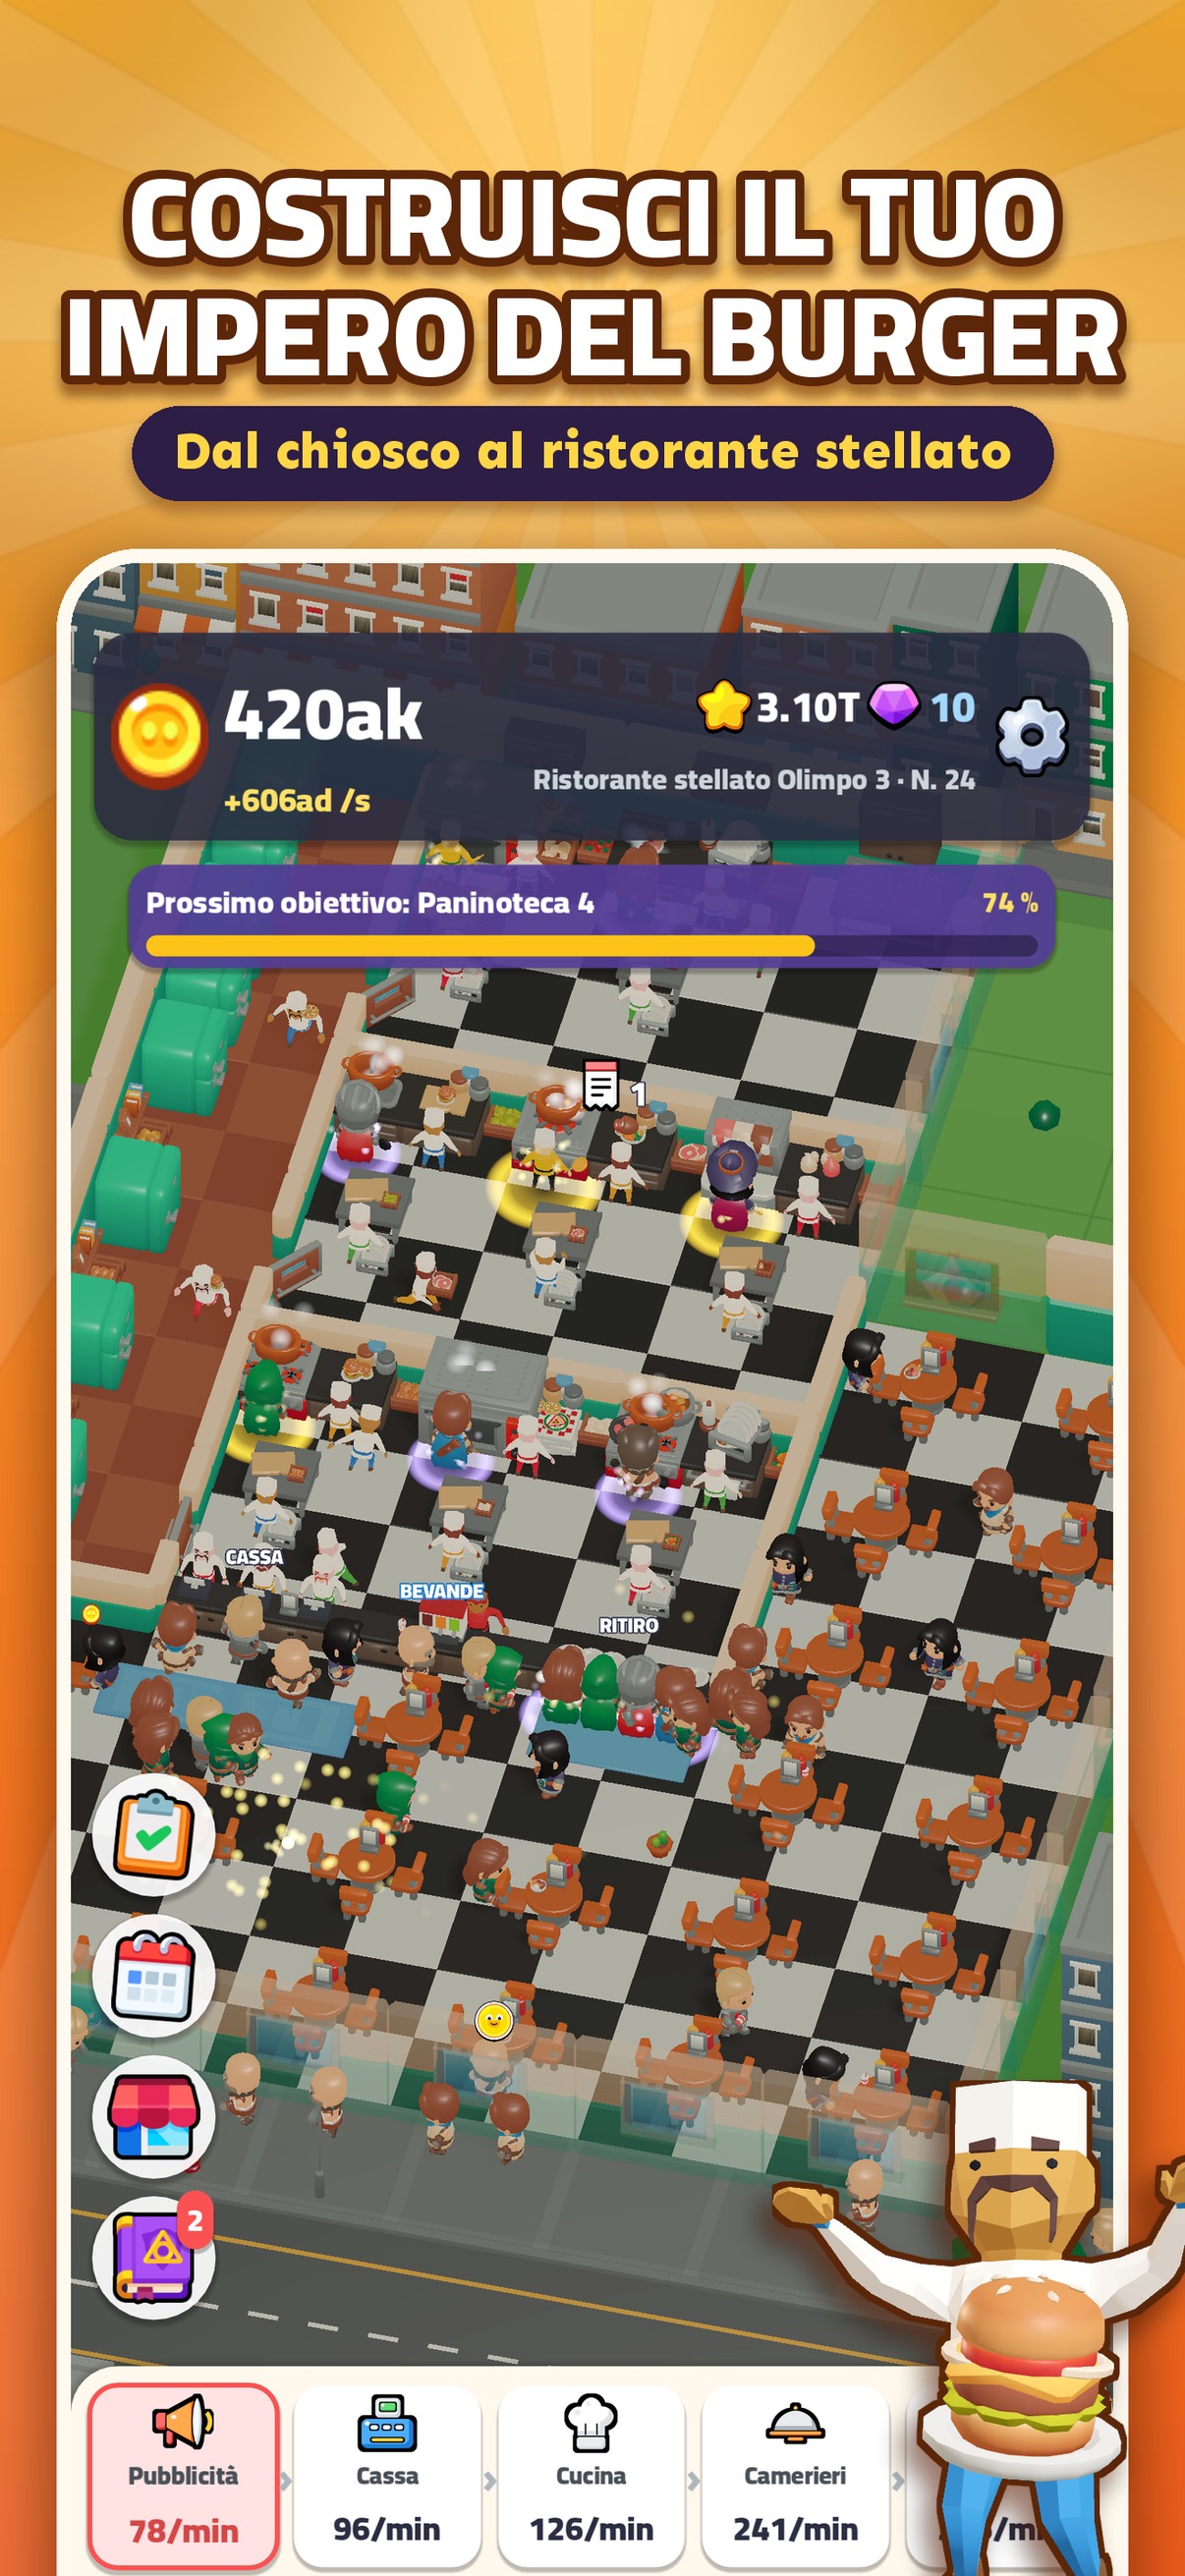 COSTRUISCI IL TUO
IMPERO DEL BURGER
Dal chiosco al ristorante stellato
420ak
3.10T
10
+606ad /s
Ristorante stellato Olimpo 3 · N. 24
Prossimo obiettivo: Paninoteca 4
74 %
1
CASSA
BEVANDE
RITIRO
2
Pubblicità
Cassa
Cucina
Camerieri
78/min
96/min
126/min
241/min